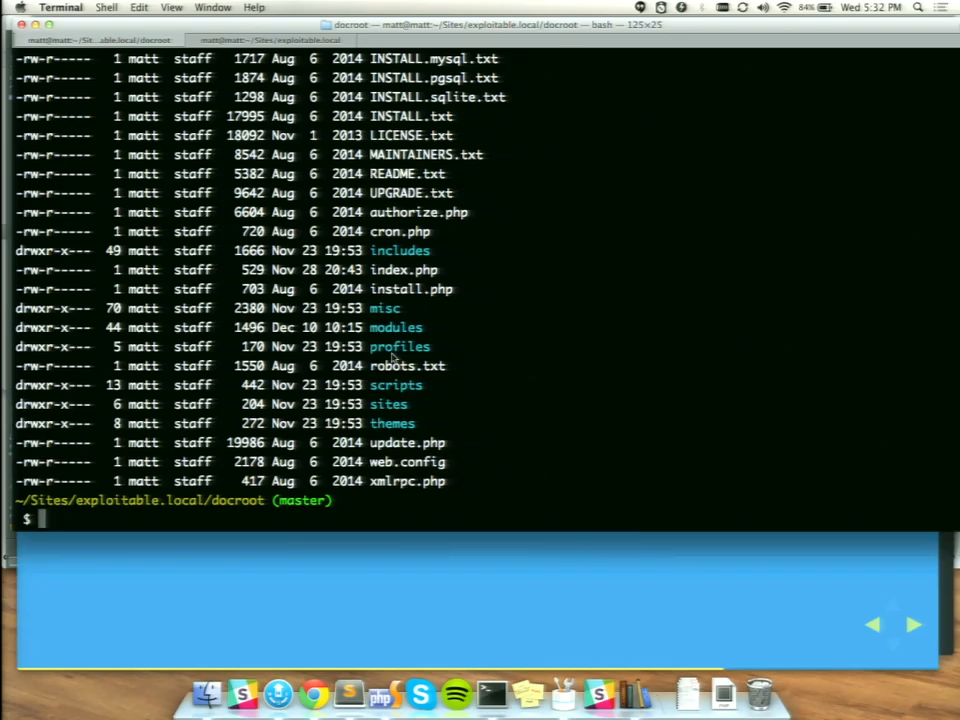 Terminal Shell Edit View Window Help 84% Wed 5:32 PM
docroot — matt@matt: ~/Sites/exploitable.local/docroot — bash — 125×25
matt@matt:~/Sit...able.local/docroot matt@matt:~/Sites/exploitable.local
-rw-r----- 1 matt staff 1717 Aug 6 2014 INSTALL.mysql.txt
-rw-r----- 1 matt staff 1874 Aug 6 2014 INSTALL.pgsql.txt
-rw-r----- 1 matt staff 1298 Aug 6 2014 INSTALL.sqlite.txt
-rw-r----- 1 matt staff 17995 Aug 6 2014 INSTALL.txt
-rw-r----- 1 matt staff 18092 Nov 1 2013 LICENSE.txt
-rw-r----- 1 matt staff 8542 Aug 6 2014 MAINTAINERS.txt
-rw-r----- 1 matt staff 5382 Aug 6 2014 README.txt
-rw-r----- 1 matt staff 9642 Aug 6 2014 UPGRADE.txt
-rw-r----- 1 matt staff 6604 Aug 6 2014 authorize.php
-rw-r----- 1 matt staff 720 Aug 6 2014 cron.php
drwxr-x--- 49 matt staff 1666 Nov 23 19:53 includes
-rw-r----- 1 matt staff 529 Nov 28 20:43 index.php
-rw-r----- 1 matt staff 703 Aug 6 2014 install.php
drwxr-x--- 70 matt staff 2380 Nov 23 19:53 misc
drwxr-x--- 44 matt staff 1496 Dec 10 10:15 modules
drwxr-x--- 5 matt staff 170 Nov 23 19:53 profiles
-rw-r----- 1 matt staff 1550 Aug 6 2014 robots.txt
drwxr-x--- 13 matt staff 442 Nov 23 19:53 scripts
drwxr-x--- 6 matt staff 204 Nov 23 19:53 sites
drwxr-x--- 8 matt staff 272 Nov 23 19:53 themes
-rw-r----- 1 matt staff 19986 Aug 6 2014 update.php
-rw-r----- 1 matt staff 2178 Aug 6 2014 web.config
-rw-r----- 1 matt staff 417 Aug 6 2014 xmlrpc.php
~/Sites/exploitable.local/docroot (master)
$
php